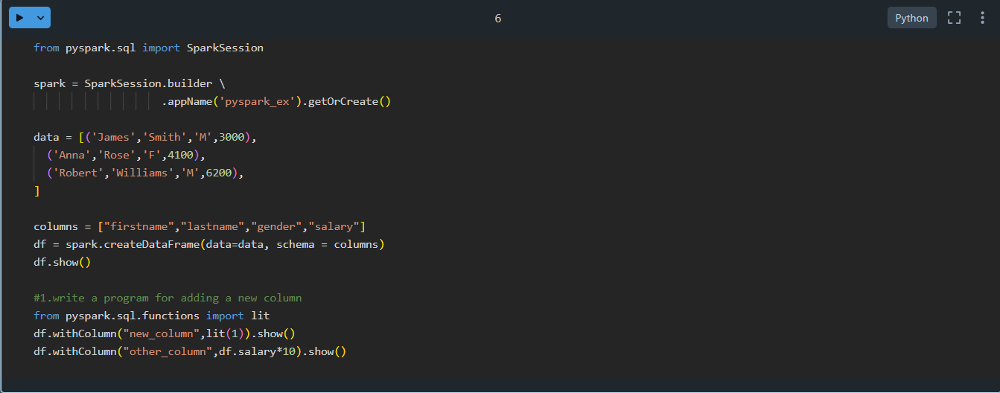 6
Python
from pyspark.sql import SparkSession
spark = SparkSession.builder \
.appName('pyspark_ex').getOrCreate()
data = [('James','Smith','M',3000),
('Anna','Rose','F',4100),
('Robert','Williams','M',6200),
]
columns = ["firstname","lastname","gender","salary"]
df = spark.createDataFrame(data=data, schema = columns)
df.show()
#1.write a program for adding a new column
from pyspark.sql.functions import lit
df.withColumn("new_column",lit(1)).show()
df.withColumn("other_column",df.salary*10).show()